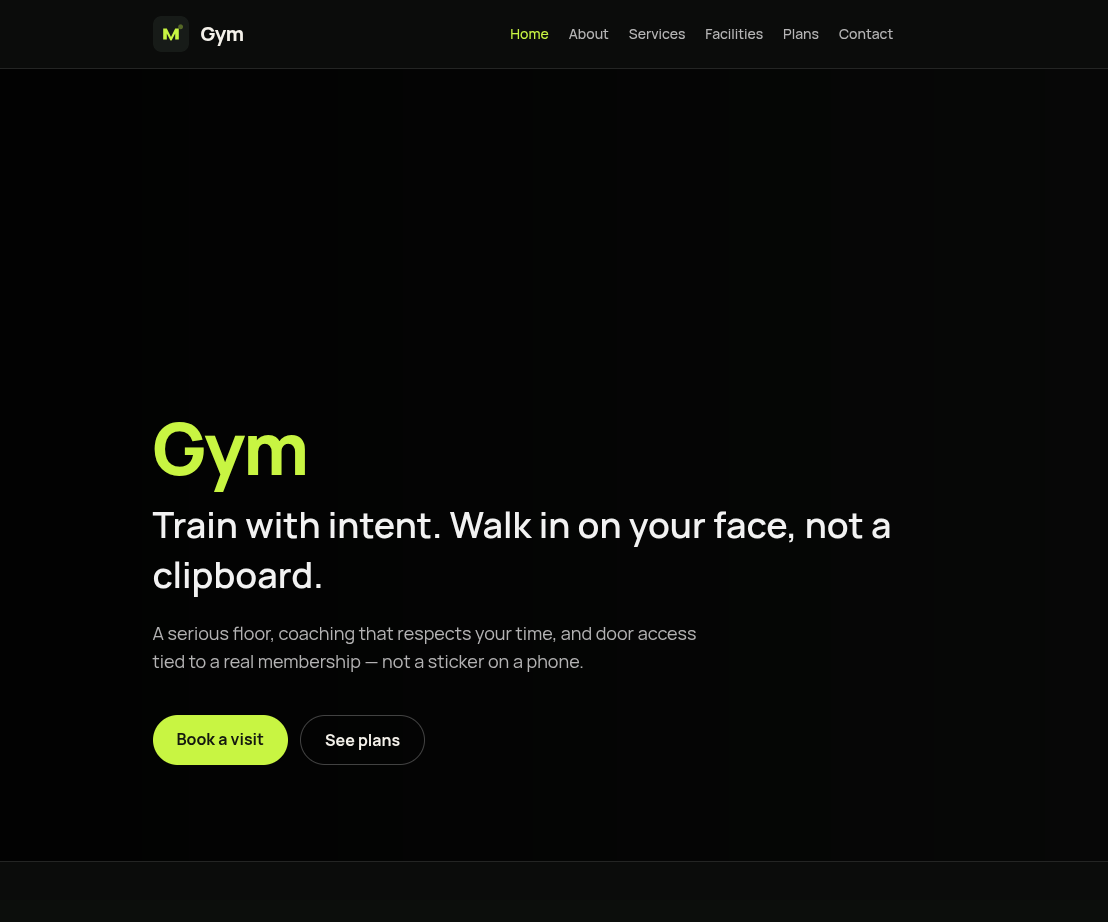 M Gym
Home About Services Facilities Plans Contact
Gym
Train with intent. Walk in on your face, not a
clipboard.
A serious floor, coaching that respects your time, and door access
tied to a real membership — not a sticker on a phone.
Book a visit See plans